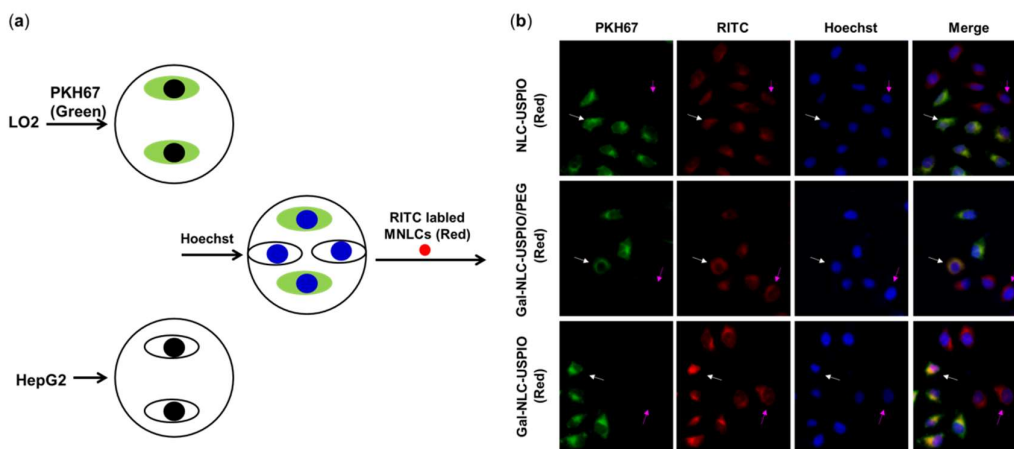 (a)
PKH67
(Green)
LO2
Hoechst
RITC labled
MNLCs (Red)
HepG2
(b)
PKH67 RITC Hoechst Merge
NLC-USPIO
(Red)
Gal-NLC-USPIO/PEG
(Red)
Gal-NLC-USPIO
(Red)